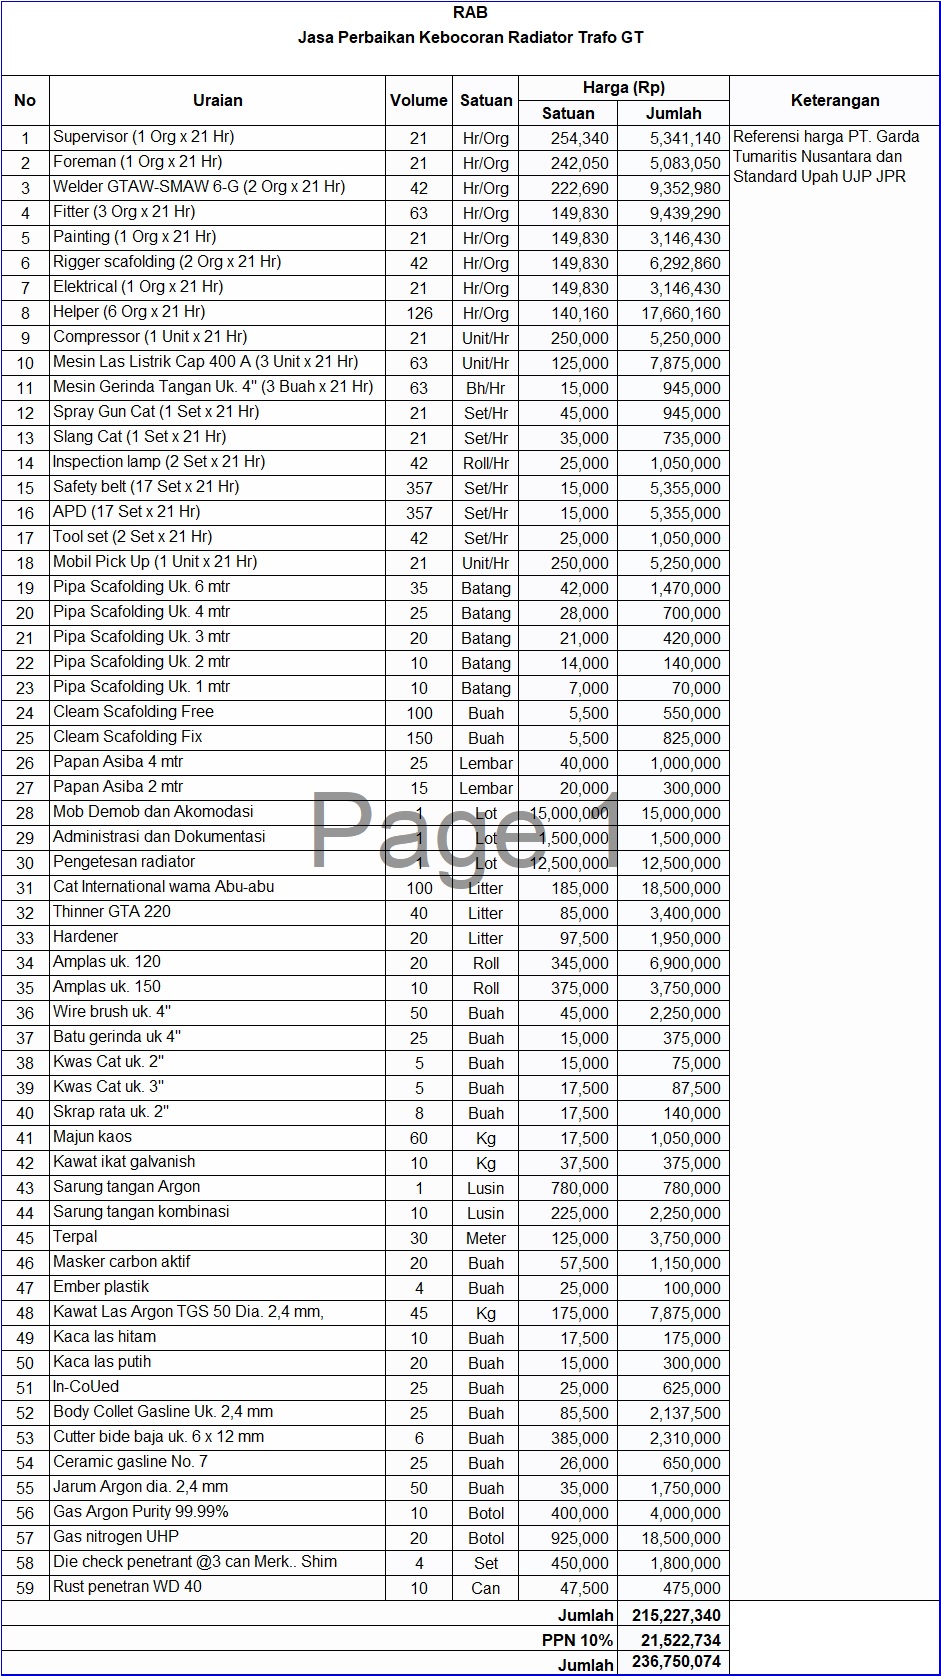 RAB
Jasa Perbaikan Kebocoran Radiator Trafo GT
No Uraian Volume Satuan Harga (Rp) Keterangan
Satuan Jumlah
1 Supervisor (1 Org x 21 Hr) 21 Hr/Org 254,340 5,341,140 Referensi harga PT. Garda
2 Foreman (1 Org x 21 Hr) 21 Hr/Org 242,050 5,083,050 Tumaritis Nusantara dan
3 Welder GTAW-SMAW 6-G (2 Org x 21 Hr) 42 Hr/Org 222,690 9,352,980 Standard Upah UJP JPR
4 Fitter (3 Org x 21 Hr) 63 Hr/Org 149,830 9,439,290
5 Painting (1 Org x 21 Hr) 21 Hr/Org 149,830 3,146,430
6 Rigger scafolding (2 Org x 21 Hr) 42 Hr/Org 149,830 6,292,860
7 Elektrical (1 Org x 21 Hr) 21 Hr/Org 149,830 3,146,430
8 Helper (6 Org x 21 Hr) 126 Hr/Org 140,160 17,660,160
9 Compressor (1 Unit x 21 Hr) 21 Unit/Hr 250,000 5,250,000
10 Mesin Las Listrik Cap 400 A (3 Unit x 21 Hr) 63 Unit/Hr 125,000 7,875,000
11 Mesin Gerinda Tangan Uk. 4" (3 Buah x 21 Hr) 63 Bh/Hr 15,000 945,000
12 Spray Gun Cat (1 Set x 21 Hr) 21 Set/Hr 45,000 945,000
13 Slang Cat (1 Set x 21 Hr) 21 Set/Hr 35,000 735,000
14 Inspection lamp (2 Set x 21 Hr) 42 Roll/Hr 25,000 1,050,000
15 Safety belt (17 Set x 21 Hr) 357 Set/Hr 15,000 5,355,000
16 APD (17 Set x 21 Hr) 357 Set/Hr 15,000 5,355,000
17 Tool set (2 Set x 21 Hr) 42 Set/Hr 25,000 1,050,000
18 Mobil Pick Up (1 Unit x 21 Hr) 21 Unit/Hr 250,000 5,250,000
19 Pipa Scafolding Uk. 6 mtr 35 Batang 42,000 1,470,000
20 Pipa Scafolding Uk. 4 mtr 25 Batang 28,000 700,000
21 Pipa Scafolding Uk. 3 mtr 20 Batang 21,000 420,000
22 Pipa Scafolding Uk. 2 mtr 10 Batang 14,000 140,000
23 Pipa Scafolding Uk. 1 mtr 10 Batang 7,000 70,000
24 Cleam Scafolding Free 100 Buah 5,500 550,000
25 Cleam Scafolding Fix 150 Buah 5,500 825,000
26 Papan Asiba 4 mtr 25 Lembar 40,000 1,000,000
27 Papan Asiba 2 mtr 15 Lembar 20,000 300,000
28 Mob Demob dan Akomodasi 1 Lot 15,000,000 15,000,000
29 Administrasi dan Dokumentasi 1 Lot 1,500,000 1,500,000
Page 1
30 Pengetesan radiator 1 Lot 12,500,000 12,500,000
31 Cat International wama Abu-abu 100 Litter 185,000 18,500,000
32 Thinner GTA 220 40 Litter 85,000 3,400,000
33 Hardener 20 Litter 97,500 1,950,000
34 Amplas uk. 120 20 Roll 345,000 6,900,000
35 Amplas uk. 150 10 Roll 375,000 3,750,000
36 Wire brush uk. 4" 50 Buah 45,000 2,250,000
37 Batu gerinda uk 4" 25 Buah 15,000 375,000
38 Kwas Cat uk. 2" 5 Buah 15,000 75,000
39 Kwas Cat uk. 3" 5 Buah 17,500 87,500
40 Skrap rata uk. 2" 8 Buah 17,500 140,000
41 Majun kaos 60 Kg 17,500 1,050,000
42 Kawat ikat galvanish 10 Kg 37,500 375,000
43 Sarung tangan Argon 1 Lusin 780,000 780,000
44 Sarung tangan kombinasi 10 Lusin 225,000 2,250,000
45 Terpal 30 Meter 125,000 3,750,000
46 Masker carbon aktif 20 Buah 57,500 1,150,000
47 Ember plastik 4 Buah 25,000 100,000
48 Kawat Las Argon TGS 50 Dia. 2,4 mm, 45 Kg 175,000 7,875,000
49 Kaca las hitam 10 Buah 17,500 175,000
50 Kaca las putih 20 Buah 15,000 300,000
51 In-CoUed 25 Buah 25,000 625,000
52 Body Collet Gasline Uk. 2,4 mm 25 Buah 85,500 2,137,500
53 Cutter bide baja uk. 6 x 12 mm 6 Buah 385,000 2,310,000
54 Ceramic gasline No. 7 25 Buah 26,000 650,000
55 Jarum Argon dia. 2,4 mm 50 Buah 35,000 1,750,000
56 Gas Argon Purity 99.99% 10 Botol 400,000 4,000,000
57 Gas nitrogen UHP 20 Botol 925,000 18,500,000
58 Die check penetrant @3 can Merk.. Shim 4 Set 450,000 1,800,000
59 Rust penetran WD 40 10 Can 47,500 475,000
Jumlah 215,227,340
PPN 10% 21,522,734
Jumlah 236,750,074